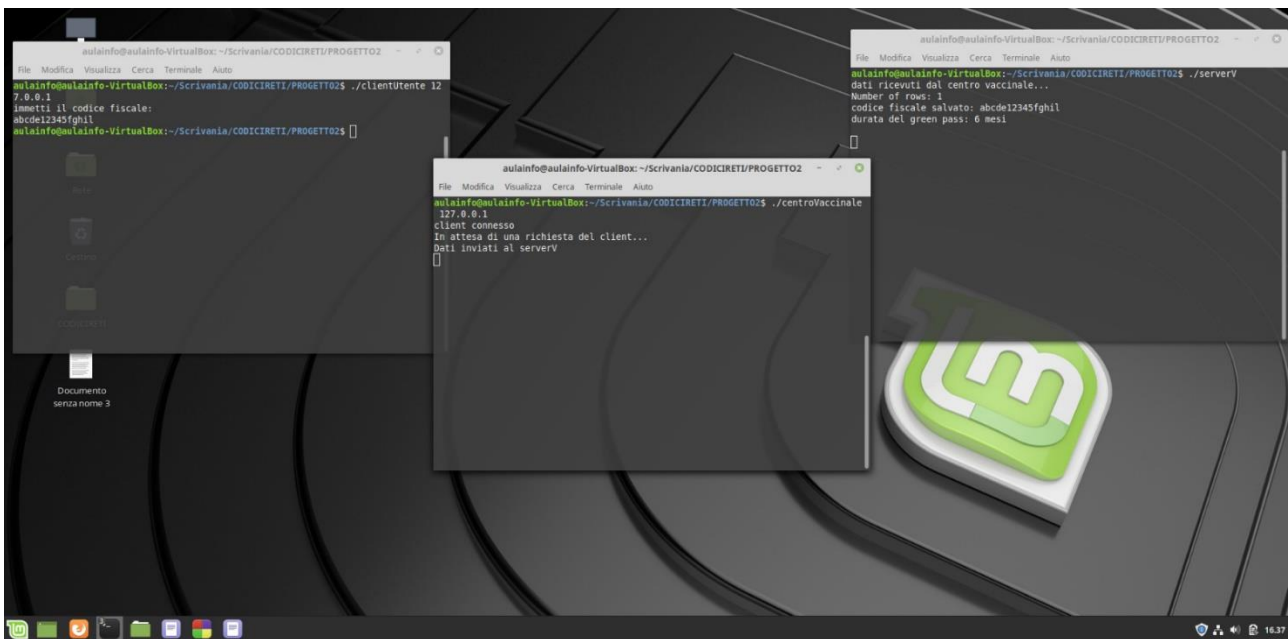 aulainfo@aulainfo-VirtualBox: ~/Scrivania/CODICIRETI/PROGETTO2
File Modifica Visualizza Cerca Terminale Aiuto
aulainfo@aulainfo-VirtualBox:~/Scrivania/CODICIRETI/PROGETTO2$ ./clientUtente 12
7.0.0.1
immetti il codice fiscale:
abcde12345fghil
aulainfo@aulainfo-VirtualBox:~/Scrivania/CODICIRETI/PROGETTO2$
aulainfo@aulainfo-VirtualBox: ~/Scrivania/CODICIRETI/PROGETTO2
File Modifica Visualizza Cerca Terminale Aiuto
aulainfo@aulainfo-VirtualBox:~/Scrivania/CODICIRETI/PROGETTO2$ ./centroVaccinale
127.0.0.1
client connesso
In attesa di una richiesta del client...
Dati inviati al serverV
aulainfo@aulainfo-VirtualBox: ~/Scrivania/CODICIRETI/PROGETTO2
File Modifica Visualizza Cerca Terminale Aiuto
aulainfo@aulainfo-VirtualBox:~/Scrivania/CODICIRETI/PROGETTO2$ ./serverV
dati ricevuti dal centro vaccinale...
Number of rows: 1
codice fiscale salvato: abcde12345fghil
durata del green pass: 6 mesi
Cestino
CODICIRETI
Documento
senza nome 3
16.37